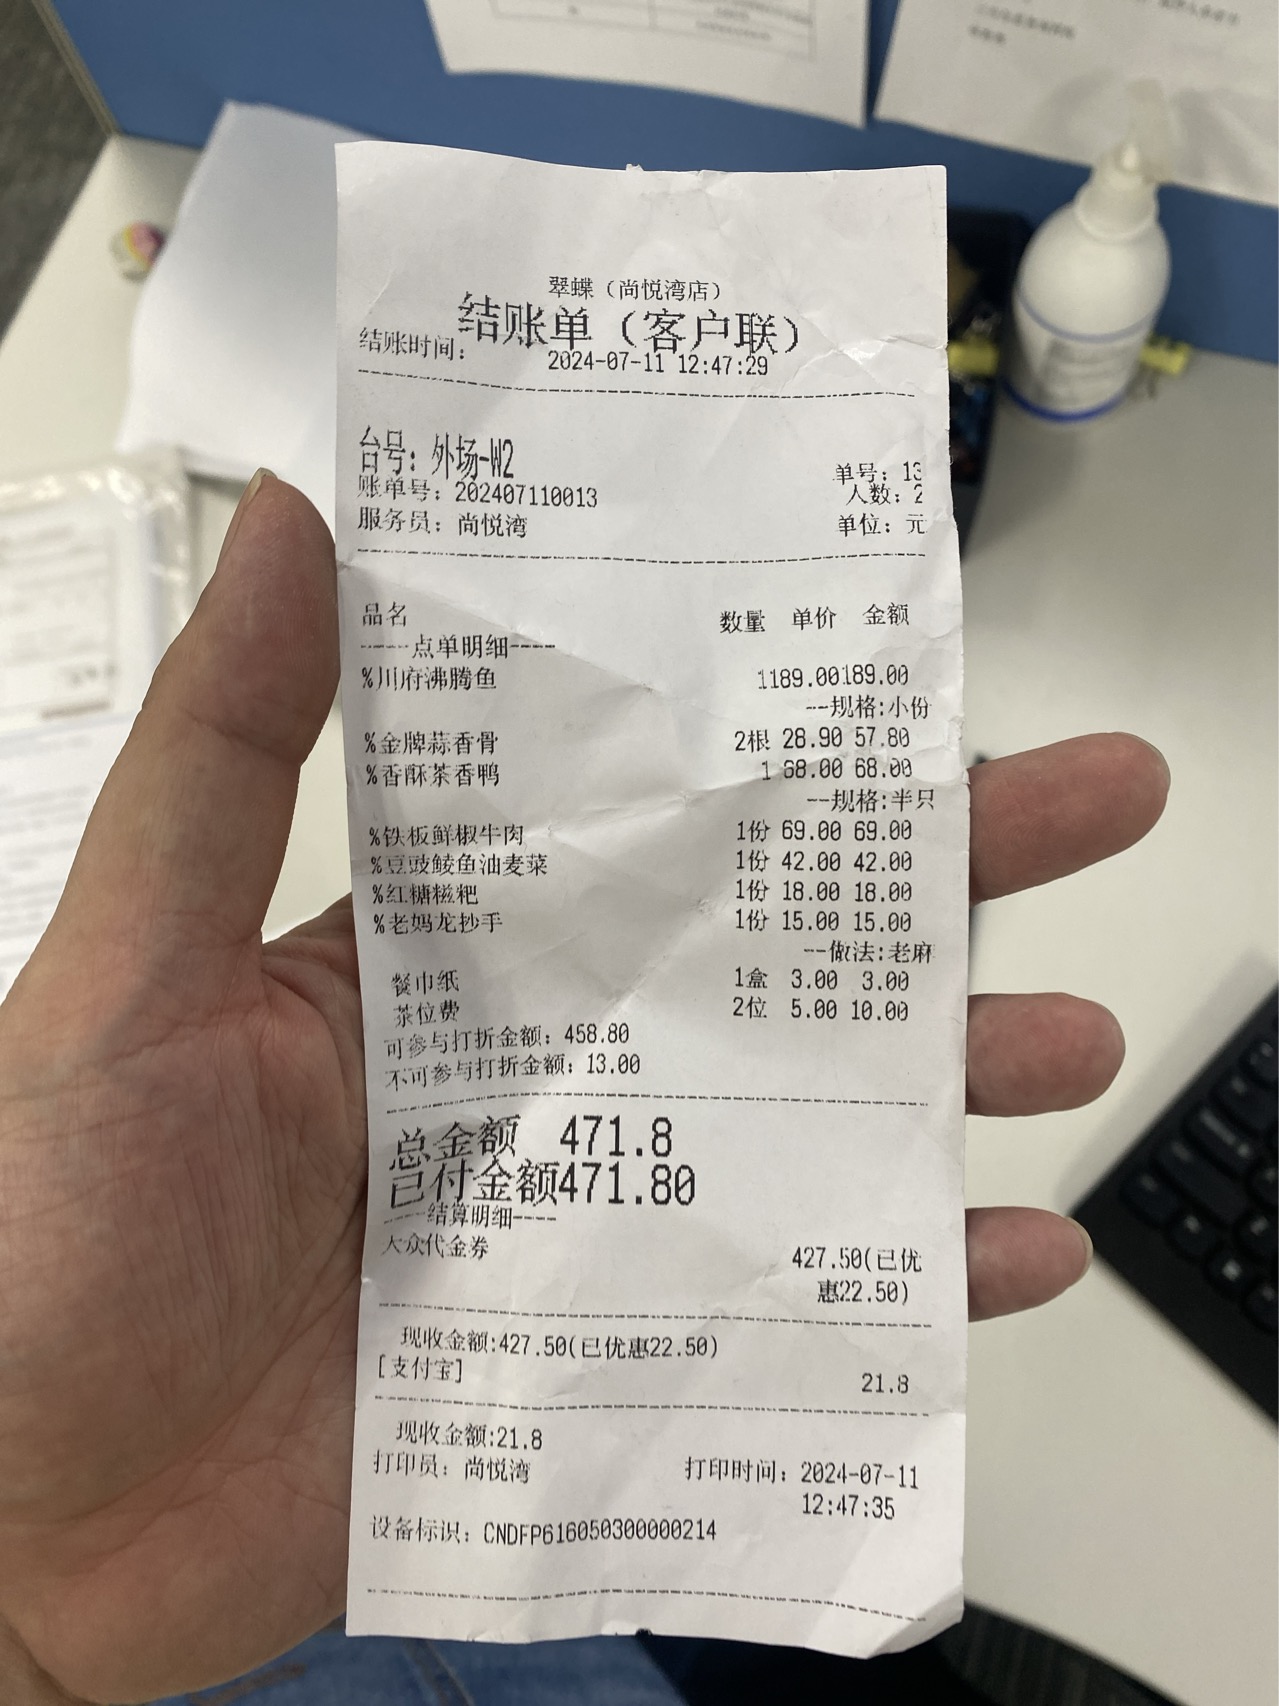 翠蝶（尚悦湾店）
结账单（客户联）
结账时间： 2024-07-11 12:47:29
台号：外场-W2
单号：13
账单号：202407110013 人数：2
服务员：尚悦湾 单位：元
品名 数量 单价 金额
----点单明细----
%川府沸腾鱼 1189.00189.00
--规格:小份
%金牌蒜香骨 2根 28.90 57.80
%香酥茶香鸭 1 68.00 68.00
--规格:半只
%铁板鲜椒牛肉 1份 69.00 69.00
%豆豉鲮鱼油麦菜 1份 42.00 42.00
%红糖糍粑 1份 18.00 18.00
%老妈龙抄手 1份 15.00 15.00
--做法:老麻
餐巾纸 1盒 3.00 3.00
茶位费 2位 5.00 10.00
可参与打折金额：458.80
不可参与打折金额：13.00
总金额 471.8
已付金额471.80
----结算明细----
大众代金券 427.50(已优
惠22.50)
现收金额:427.50(已优惠22.50)
[支付宝] 21.8
现收金额:21.8
打印员：尚悦湾 打印时间：2024-07-11
12:47:35
设备标识：CNDFP616050300000214